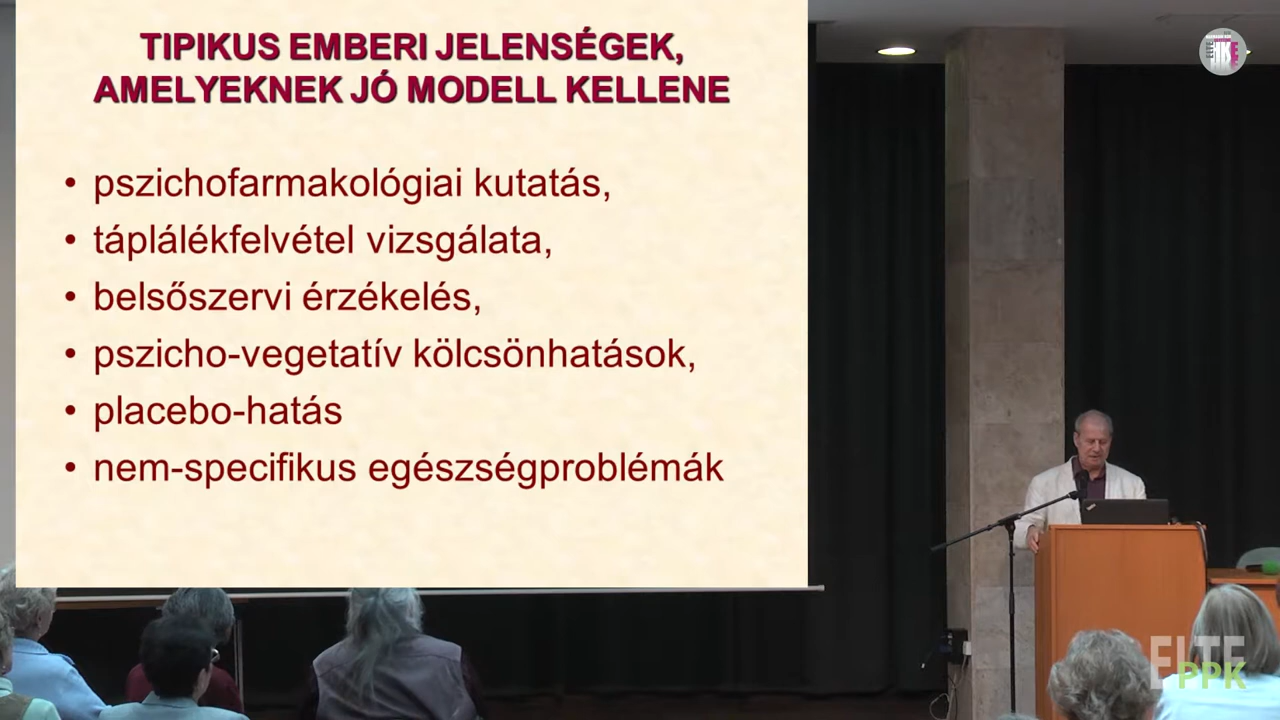 TIPIKUS EMBERI JELENSÉGEK,
AMELYEKNEK JÓ MODELL KELLENE
• pszichofarmakológiai kutatás,
• táplálékfelvétel vizsgálata,
• belsőszervi érzékelés,
• pszicho-vegetatív kölcsönhatások,
• placebo-hatás
• nem-specifikus egészségproblémák
ELTE
PPK